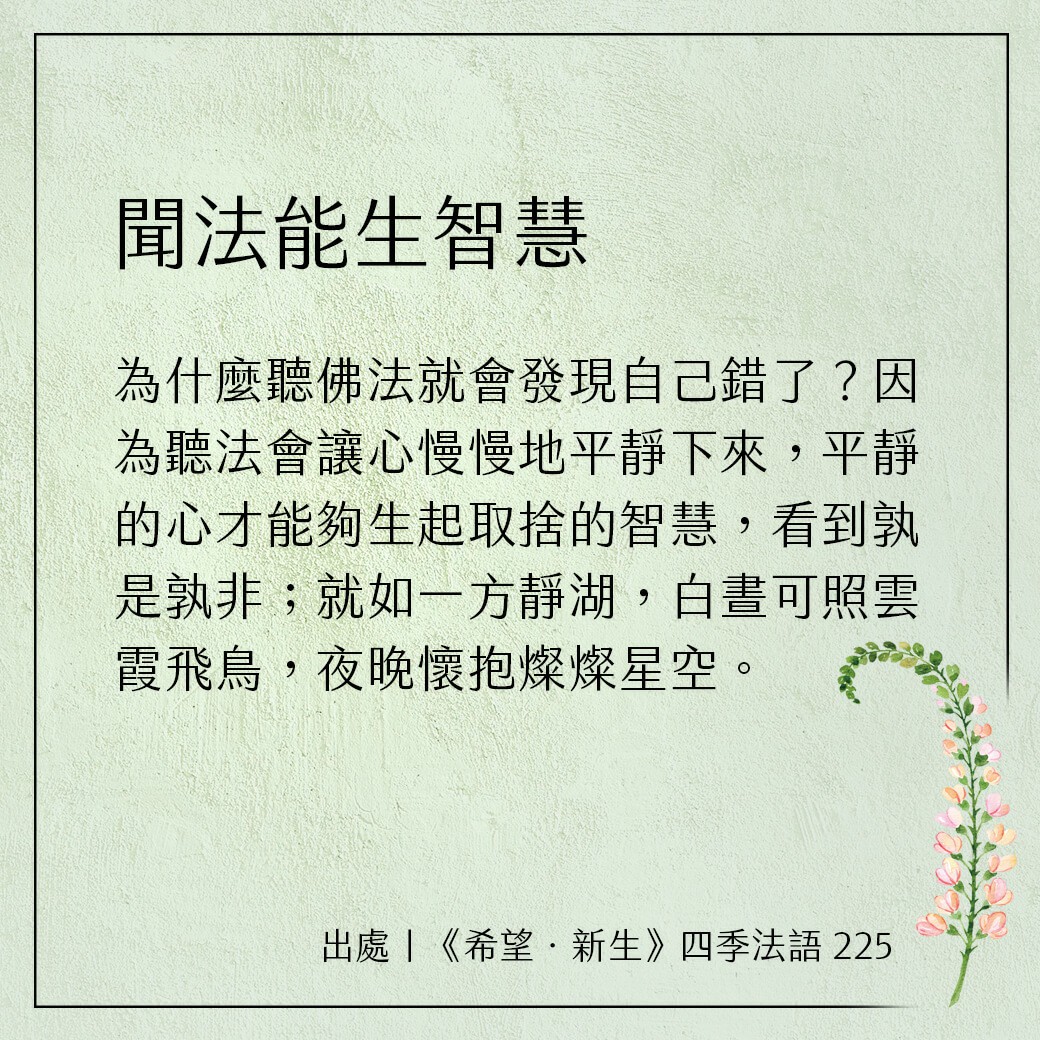 聞法能生智慧
為什麼聽佛法就會發現自己錯了？因
為聽法會讓心慢慢地平靜下來，平靜
的心才能夠生起取捨的智慧，看到孰
是孰非；就如一方靜湖，白晝可照雲
霞飛鳥，夜晚懷抱燦燦星空。
出處｜《希望．新生》四季法語 225